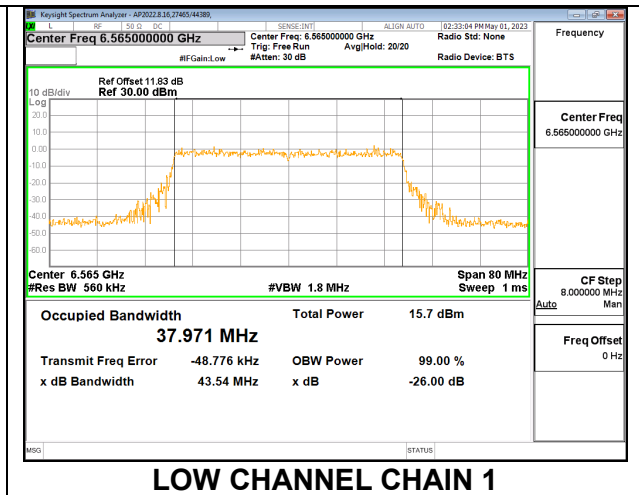 Keysight Spectrum Analyzer - AP2022.8.16,27465/44389,
L RF 50 Ω DC SENSE:INT ALIGN AUTO 02:33:04 PM May 01, 2023
Center Freq 6.565000000 GHz Center Freq: 6.565000000 GHz Radio Std: None Frequency
Trig: Free Run Avg|Hold: 20/20
#IFGain:Low #Atten: 30 dB Radio Device: BTS
Ref Offset 11.83 dB
10 dB/div Ref 30.00 dBm
Log
20.0
10.0
0.00
-10.0
-20.0
-30.0
-40.0
-50.0
-60.0
Center Freq
6.565000000 GHz
Center 6.565 GHz Span 80 MHz
#Res BW 560 kHz #VBW 1.8 MHz Sweep 1 ms
CF Step
8.000000 MHz
Auto Man
Occupied Bandwidth Total Power 15.7 dBm
37.971 MHz
Freq Offset
0 Hz
Transmit Freq Error -48.776 kHz OBW Power 99.00 %
x dB Bandwidth 43.54 MHz x dB -26.00 dB
MSG STATUS
LOW CHANNEL CHAIN 1